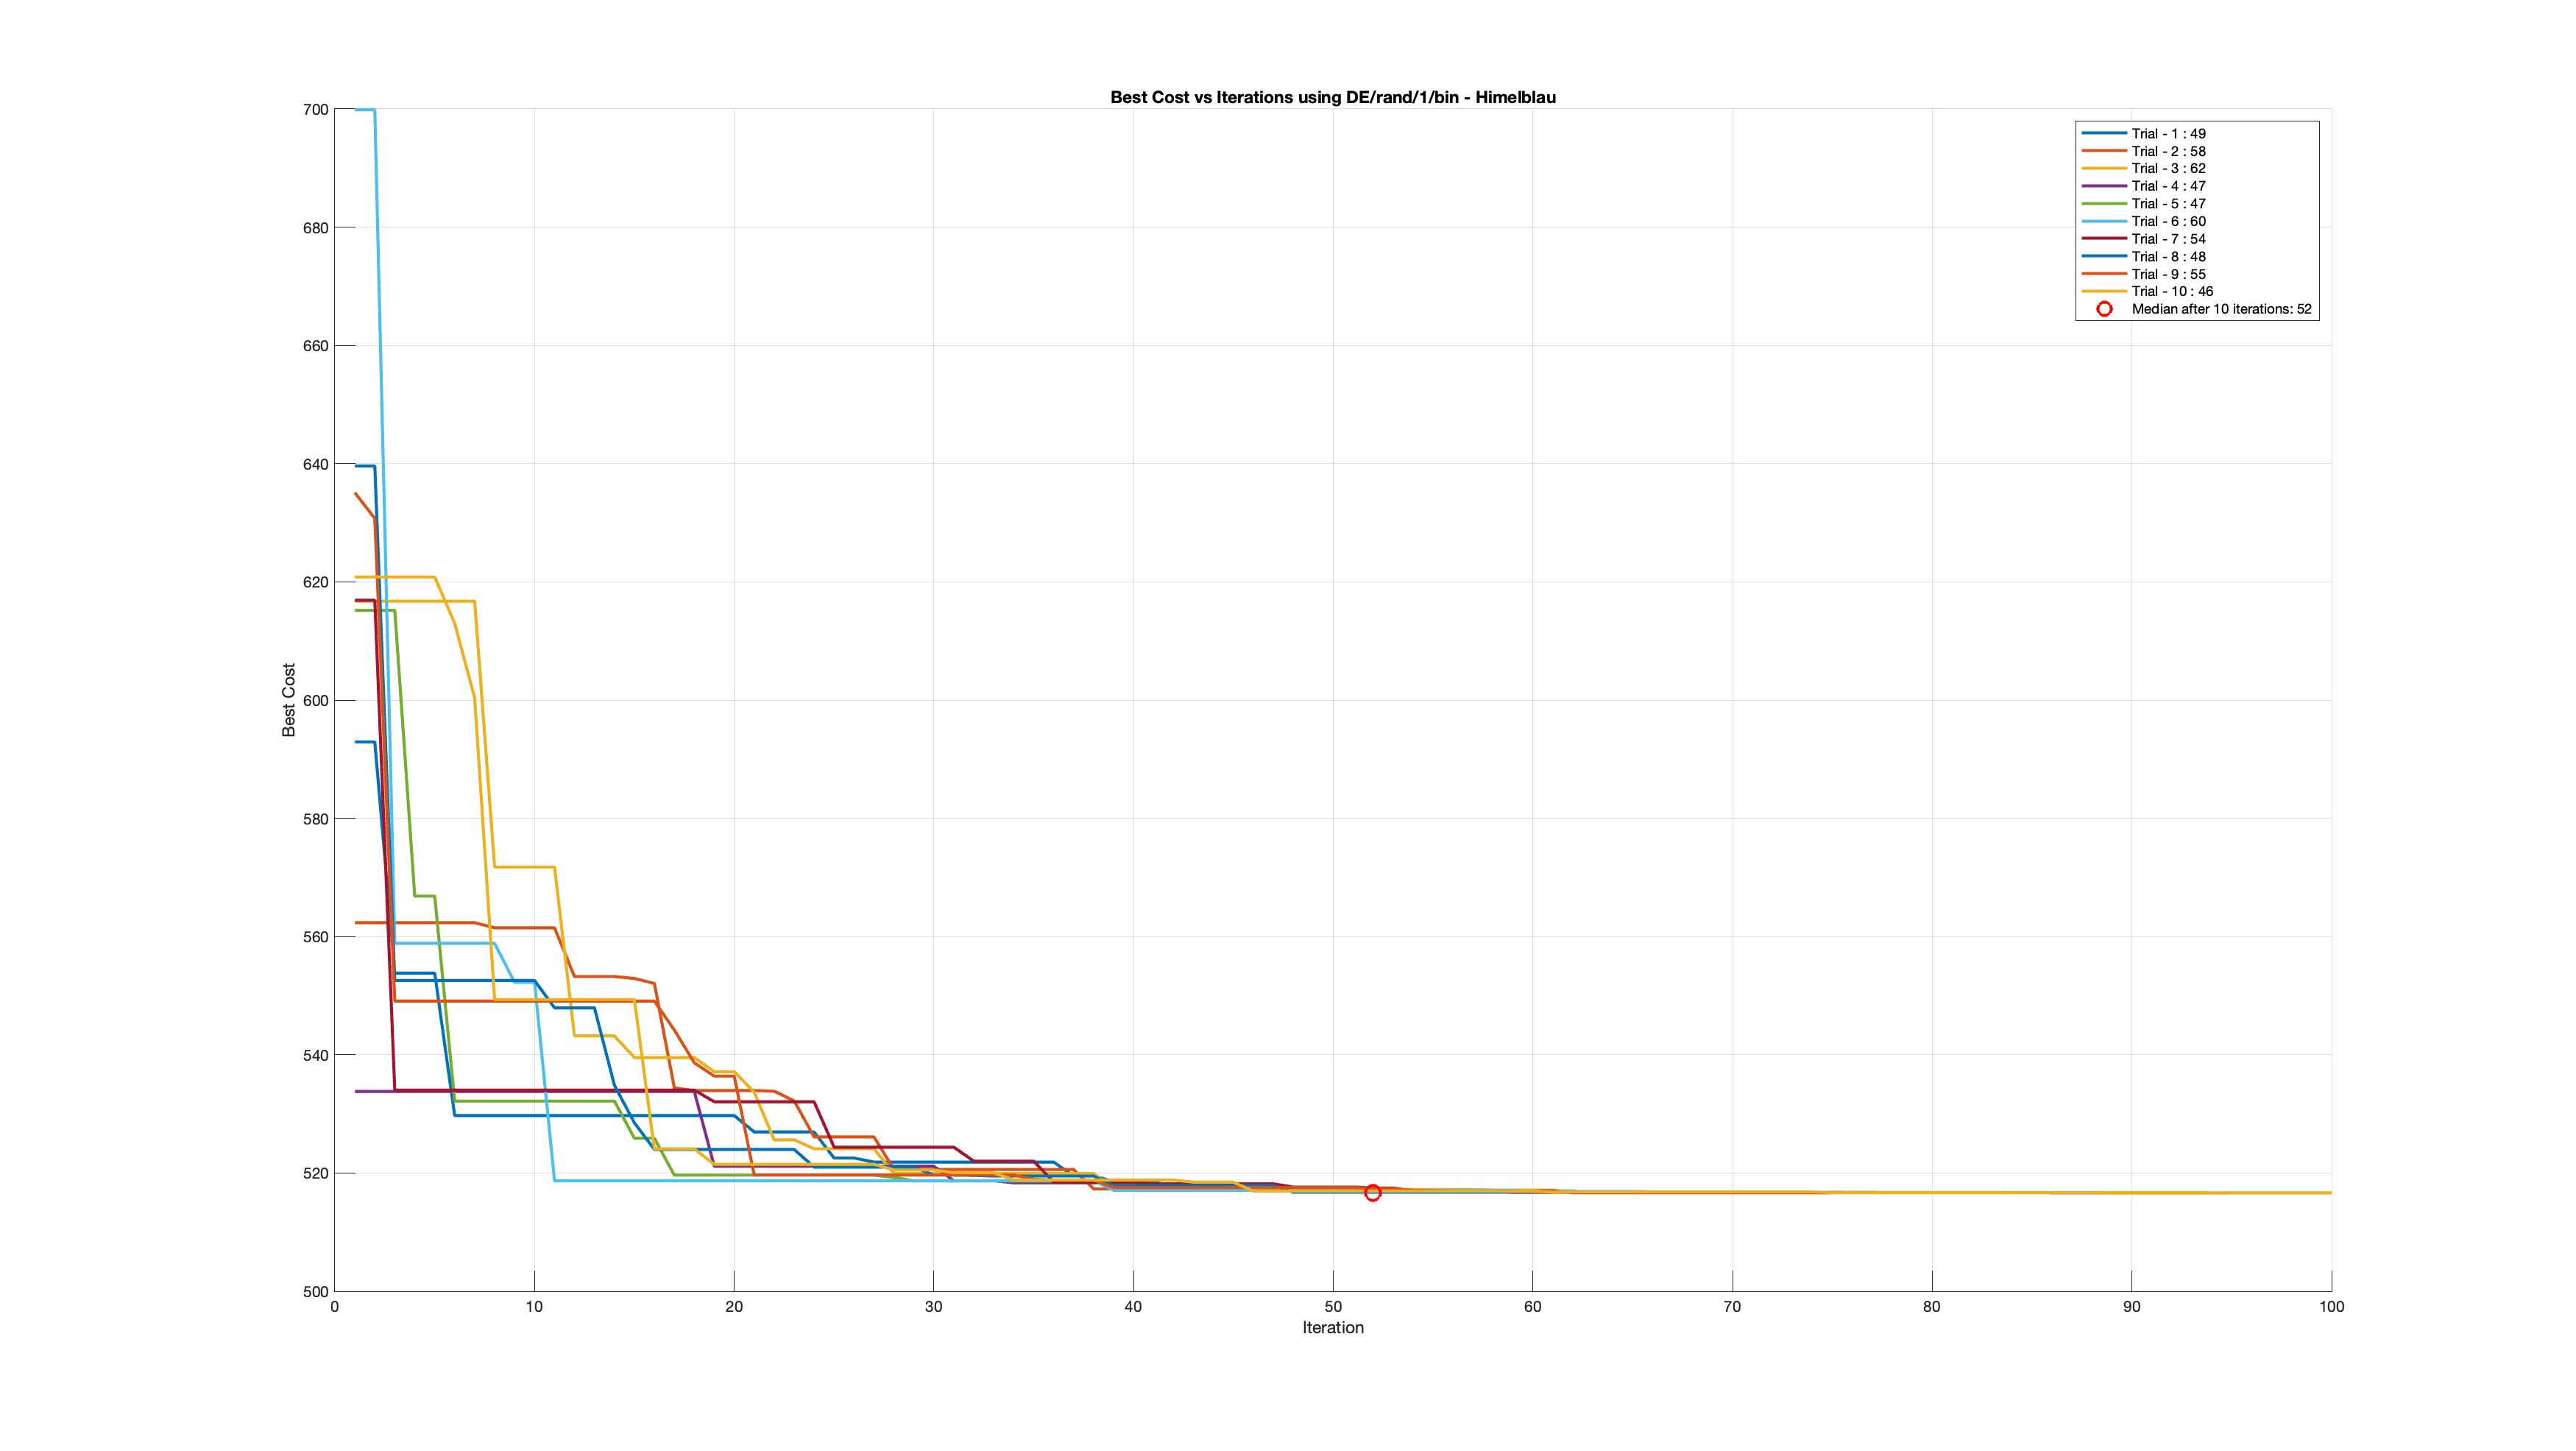 Best Cost vs Iterations using DE/rand/1/bin - Himelblau
700
680
660
640
620
600
580
560
540
520
500
Best Cost
Trial - 1 : 49
Trial - 2 : 58
Trial - 3 : 62
Trial - 4 : 47
Trial - 5 : 47
Trial - 6 : 60
Trial - 7 : 54
Trial - 8 : 48
Trial - 9 : 55
Trial - 10 : 46
Median after 10 iterations: 52
0 10 20 30 40 50 60 70 80 90 100
Iteration